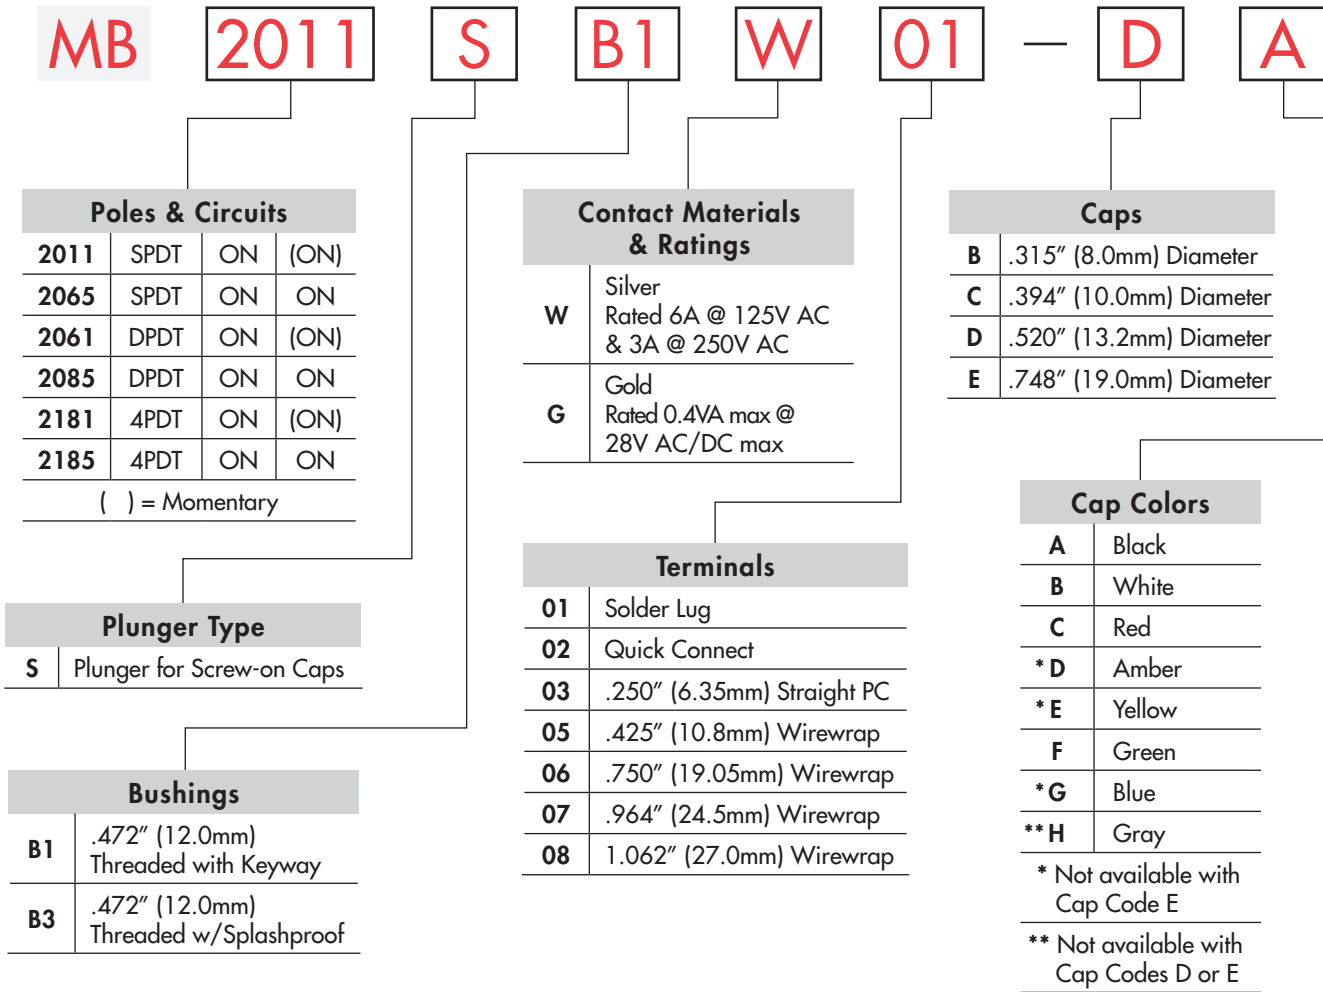 MB 2011 S B1 W 01 — D A
Poles & Circuits
2011 SPDT ON (ON)
2065 SPDT ON ON
2061 DPDT ON (ON)
2085 DPDT ON ON
2181 4PDT ON (ON)
2185 4PDT ON ON
( ) = Momentary
Plunger Type
S Plunger for Screw-on Caps
Bushings
B1 .472" (12.0mm)
Threaded with Keyway
B3 .472" (12.0mm)
Threaded w/Splashproof
Contact Materials
& Ratings
W Silver
Rated 6A @ 125V AC
& 3A @ 250V AC
G Gold
Rated 0.4VA max @
28V AC/DC max
Terminals
01 Solder Lug
02 Quick Connect
03 .250" (6.35mm) Straight PC
05 .425" (10.8mm) Wirewrap
06 .750" (19.05mm) Wirewrap
07 .964" (24.5mm) Wirewrap
08 1.062" (27.0mm) Wirewrap
Caps
B .315" (8.0mm) Diameter
C .394" (10.0mm) Diameter
D .520" (13.2mm) Diameter
E .748" (19.0mm) Diameter
Cap Colors
A Black
B White
C Red
* D Amber
* E Yellow
F Green
* G Blue
** H Gray
* Not available with
Cap Code E
** Not available with
Cap Codes D or E